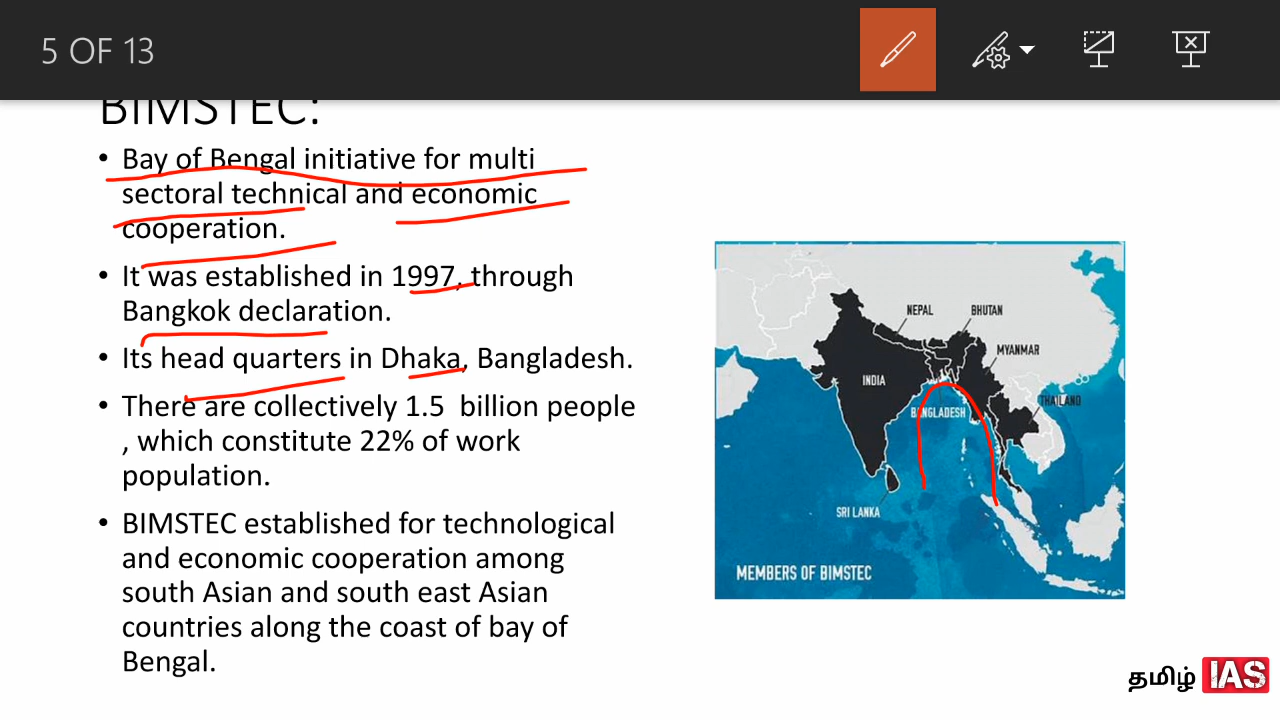 5 OF 13
BIMSTEC:
• Bay of Bengal initiative for multi
sectoral technical and economic
cooperation.
• It was established in 1997, through
Bangkok declaration.
• Its head quarters in Dhaka, Bangladesh.
• There are collectively 1.5 billion people
, which constitute 22% of work
population.
• BIMSTEC established for technological
and economic cooperation among
south Asian and south east Asian
countries along the coast of bay of
Bengal.
NEPAL
BHUTAN
MYANMAR
INDIA
THAILAND
BANGLADESH
SRI LANKA
MEMBERS OF BIMSTEC
தமிழ் IAS